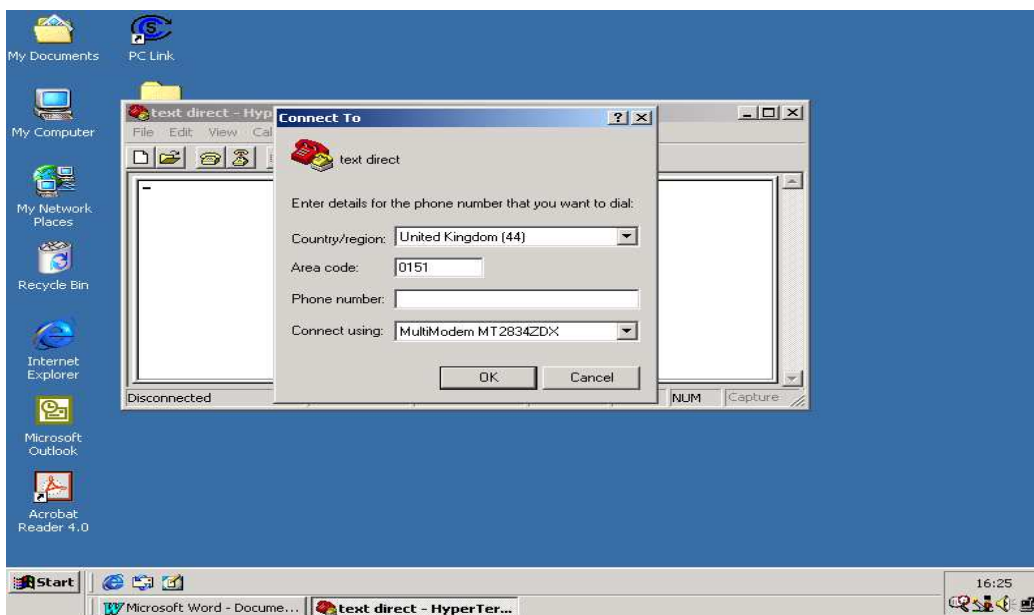 My Documents
PC Link
My Computer
My Network
Places
Recycle Bin
Internet
Explorer
Microsoft
Outlook
Acrobat
Reader 4.0
text direct - Hyp
File Edit View Cal
Connect To
text direct
Enter details for the phone number that you want to dial:
Country/region: United Kingdom (44)
Area code: 0151
Phone number:
Connect using: MultiModem MT2834ZDX
OK Cancel
Disconnected NUM Capture
Start 16:25
Microsoft Word - Docume... text direct - HyperTer...